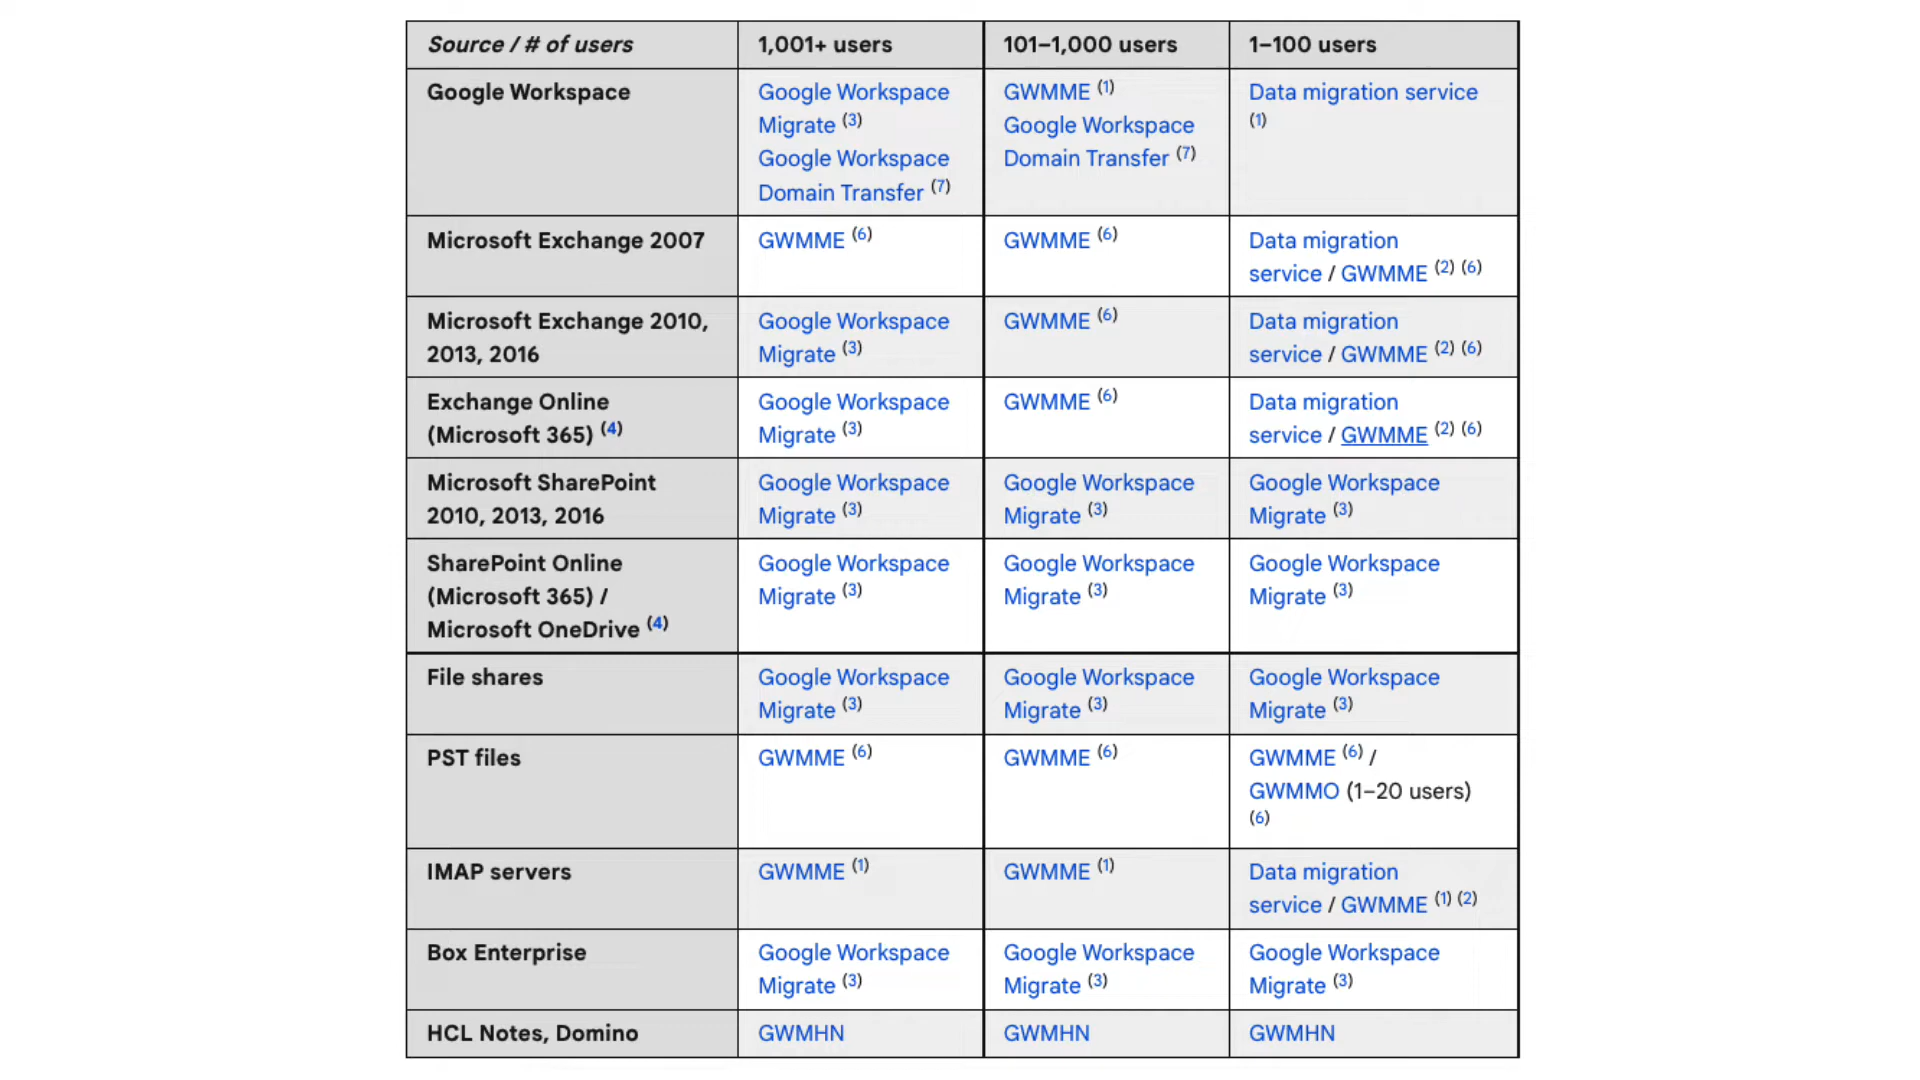 Source / # of users
1,001+ users
101–1,000 users
1–100 users
Google Workspace
Google Workspace
Migrate (3)
Google Workspace
Domain Transfer (7)
GWMME (1)
Google Workspace
Domain Transfer (7)
Data migration service
(1)
Microsoft Exchange 2007
GWMME (6)
GWMME (6)
Data migration
service / GWMME (2) (6)
Microsoft Exchange 2010,
2013, 2016
Google Workspace
Migrate (3)
GWMME (6)
Data migration
service / GWMME (2) (6)
Exchange Online
(Microsoft 365) (4)
Google Workspace
Migrate (3)
GWMME (6)
Data migration
service / GWMME (2) (6)
Microsoft SharePoint
2010, 2013, 2016
Google Workspace
Migrate (3)
Google Workspace
Migrate (3)
Google Workspace
Migrate (3)
SharePoint Online
(Microsoft 365) /
Microsoft OneDrive (4)
Google Workspace
Migrate (3)
Google Workspace
Migrate (3)
Google Workspace
Migrate (3)
File shares
Google Workspace
Migrate (3)
Google Workspace
Migrate (3)
Google Workspace
Migrate (3)
PST files
GWMME (6)
GWMME (6)
GWMME (6) /
GWMMO (1–20 users)
(6)
IMAP servers
GWMME (1)
GWMME (1)
Data migration
service / GWMME (1) (2)
Box Enterprise
Google Workspace
Migrate (3)
Google Workspace
Migrate (3)
Google Workspace
Migrate (3)
HCL Notes, Domino
GWMHN
GWMHN
GWMHN